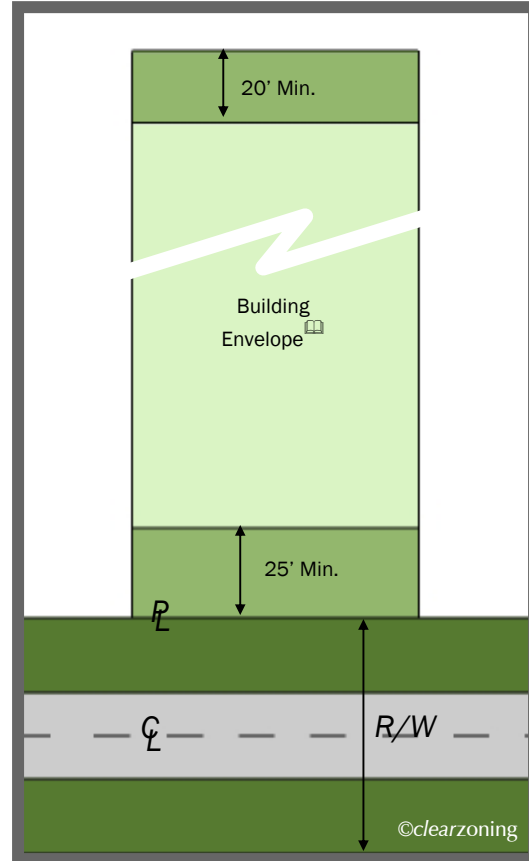 20’ Min.
Building
Envelope
25’ Min.
PL
CL
R/W
©clearzoning